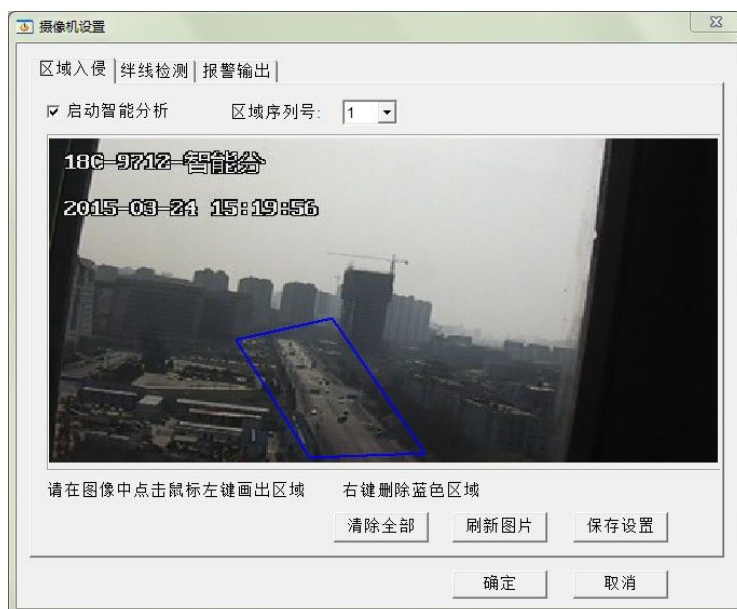 摄像机设置
区域入侵 绊线检测 报警输出
启动智能分析 区域序列号: 1
18G-9712-智能分
2015-03-24 15:19:56
请在图像中点击鼠标左键画出区域 右键删除蓝色区域
清除全部 刷新图片 保存设置
确定 取消